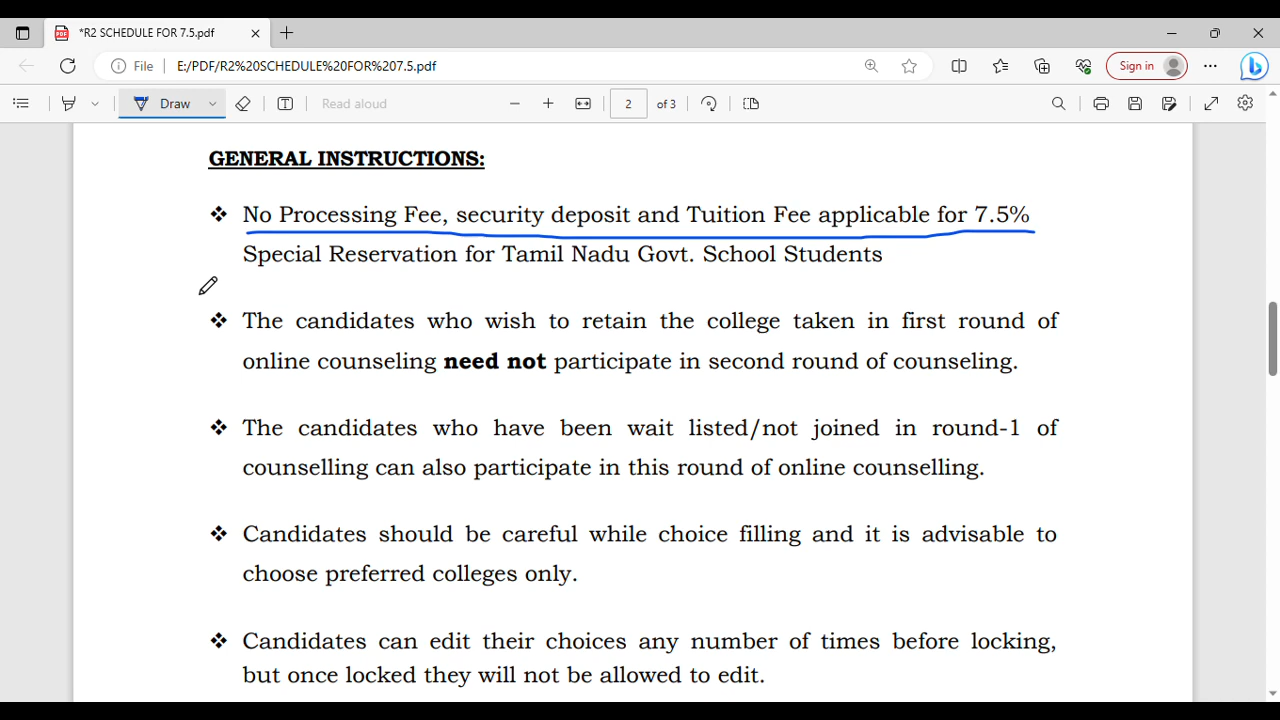 *R2 SCHEDULE FOR 7.5.pdf
File E:/PDF/R2%20SCHEDULE%20FOR%207.5.pdf Sign in
Draw Read aloud 2 of 3
GENERAL INSTRUCTIONS:
❖ No Processing Fee, security deposit and Tuition Fee applicable for 7.5%
Special Reservation for Tamil Nadu Govt. School Students
❖ The candidates who wish to retain the college taken in first round of
online counseling need not participate in second round of counseling.
❖ The candidates who have been wait listed/not joined in round-1 of
counselling can also participate in this round of online counselling.
❖ Candidates should be careful while choice filling and it is advisable to
choose preferred colleges only.
❖ Candidates can edit their choices any number of times before locking,
but once locked they will not be allowed to edit.